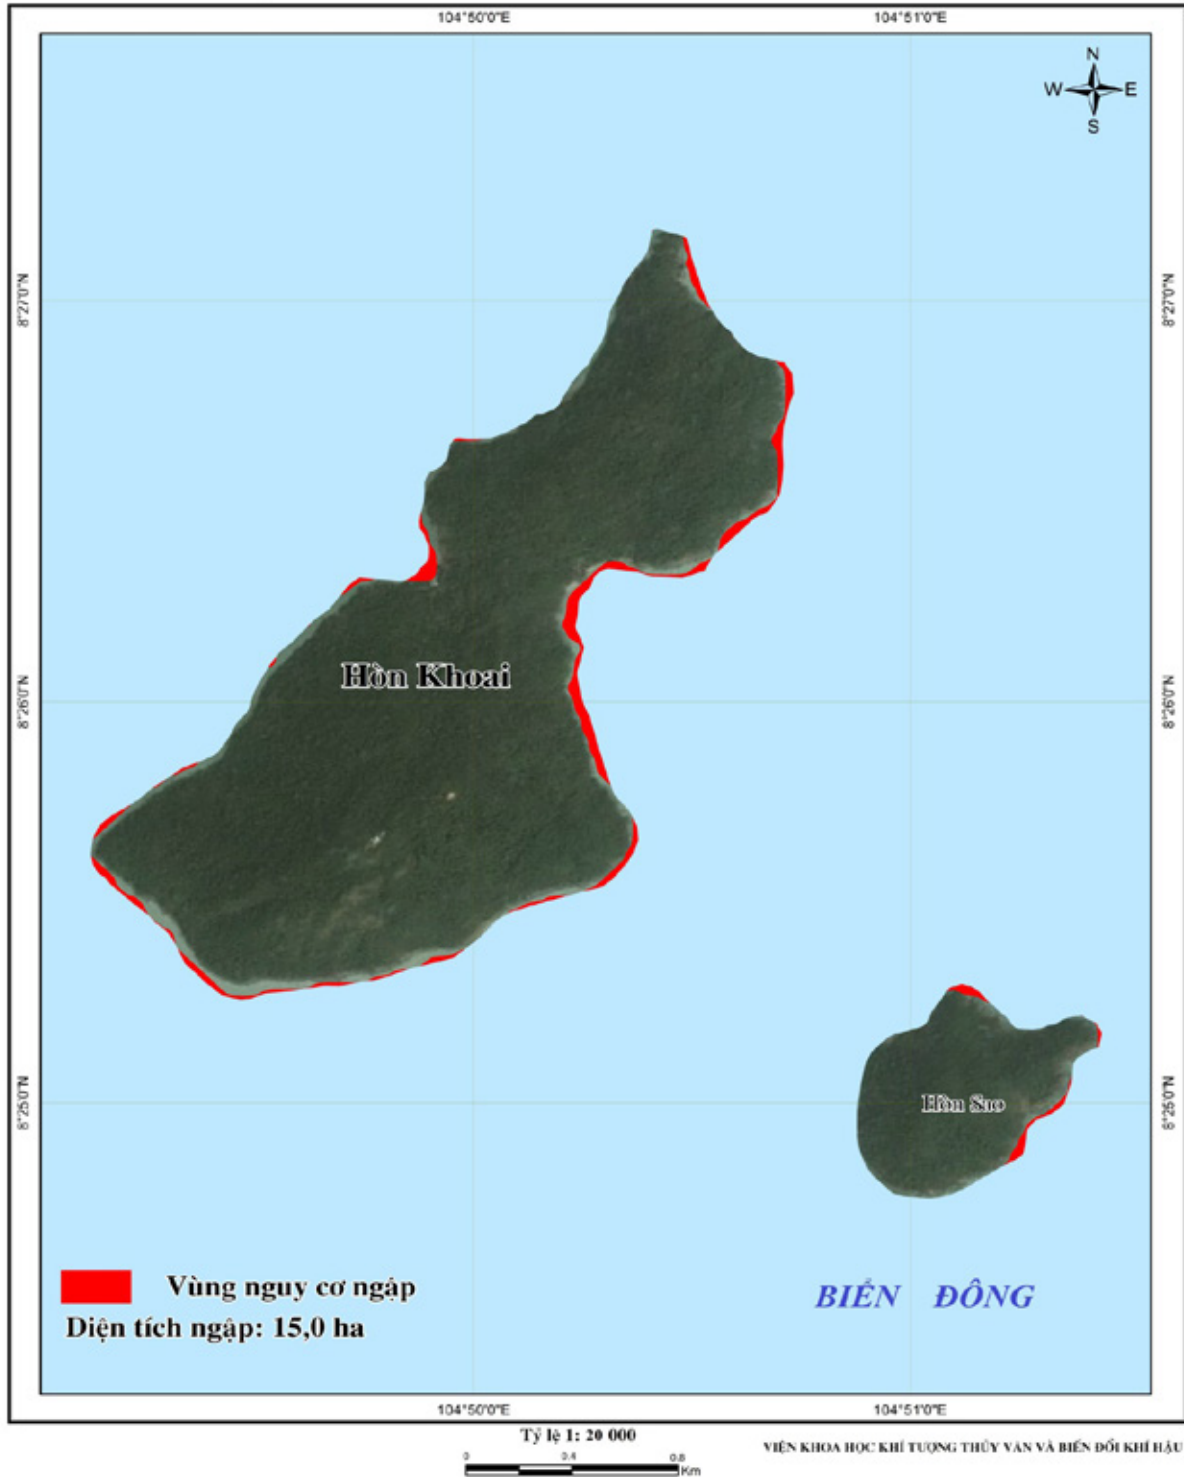 104°50'0"E 104°51'0"E
N
W E
S
8°27'0"N 8°27'0"N
Hòn Khoai
8°26'0"N 8°26'0"N
Hòn Sao
8°25'0"N 8°25'0"N
Vùng nguy cơ ngập
BIỂN ĐÔNG
Diện tích ngập: 15,0 ha
104°50'0"E 104°51'0"E
Tỷ lệ 1: 20 000
VIỆN KHOA HỌC KHÍ TƯỢNG THỦY VĂN VÀ BIẾN ĐỔI KHÍ HẬU
0 0.4 0.8
Km